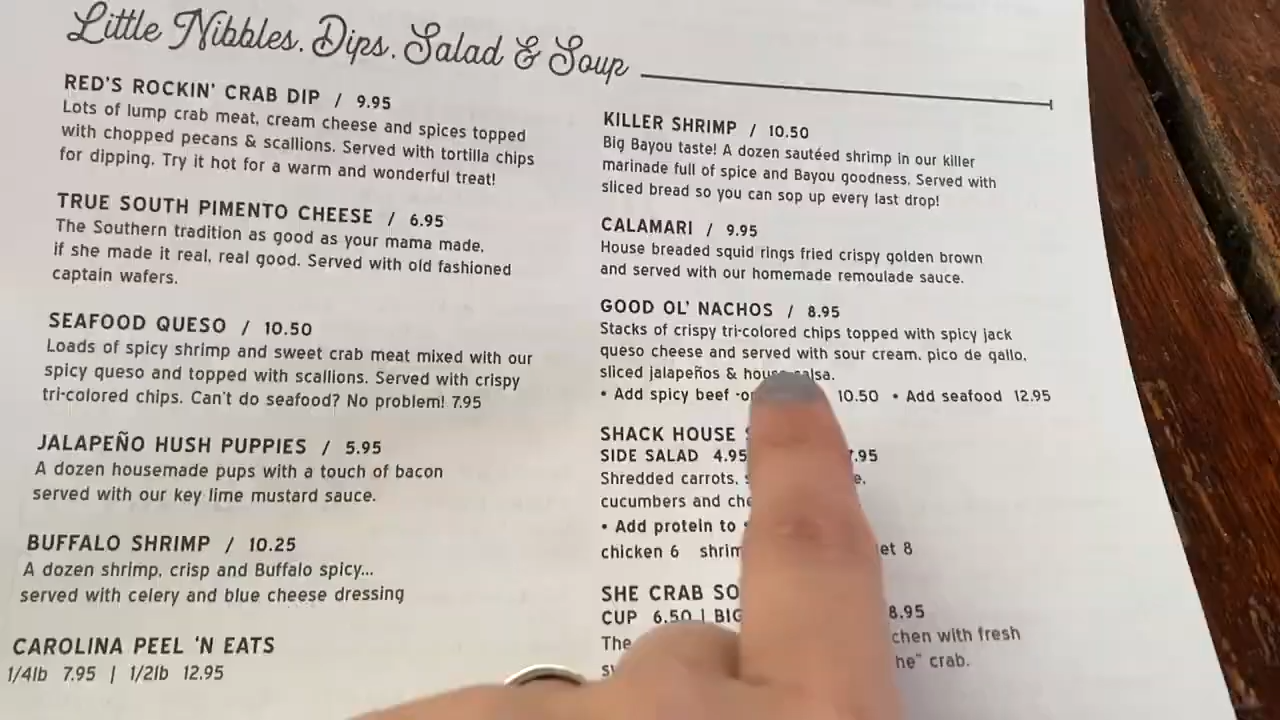 Little Nibbles, Dips, Salad & Soup
RED'S ROCKIN' CRAB DIP / 9.95
Lots of lump crab meat, cream cheese and spices topped
with chopped pecans & scallions. Served with tortilla chips
for dipping. Try it hot for a warm and wonderful treat!
TRUE SOUTH PIMENTO CHEESE / 6.95
The Southern tradition as good as your mama made,
if she made it real, real good. Served with old fashioned
captain wafers.
SEAFOOD QUESO / 10.50
Loads of spicy shrimp and sweet crab meat mixed with our
spicy queso and topped with scallions. Served with crispy
tri-colored chips. Can't do seafood? No problem! 7.95
JALAPEÑO HUSH PUPPIES / 5.95
A dozen housemade pups with a touch of bacon
served with our key lime mustard sauce.
BUFFALO SHRIMP / 10.25
A dozen shrimp, crisp and Buffalo spicy...
served with celery and blue cheese dressing
CAROLINA PEEL 'N EATS
1/4lb 7.95 | 1/2lb 12.95
KILLER SHRIMP / 10.50
Big Bayou taste! A dozen sautéed shrimp in our killer
marinade full of spice and Bayou goodness. Served with
sliced bread so you can sop up every last drop!
CALAMARI / 9.95
House breaded squid rings fried crispy golden brown
and served with our homemade remoulade sauce.
GOOD OL' NACHOS / 8.95
Stacks of crispy tri-colored chips topped with spicy jack
queso cheese and served with sour cream, pico de gallo,
sliced jalapeños & house salsa.
• Add spicy beef -or 10.50 • Add seafood 12.95
SHACK HOUSE
SIDE SALAD 4.95 7.95
Shredded carrots,
cucumbers and
• Add protein to
chicken 6 8
SHE CRAB
CUP 6.50 | BIG 8.95
The with fresh
crab.